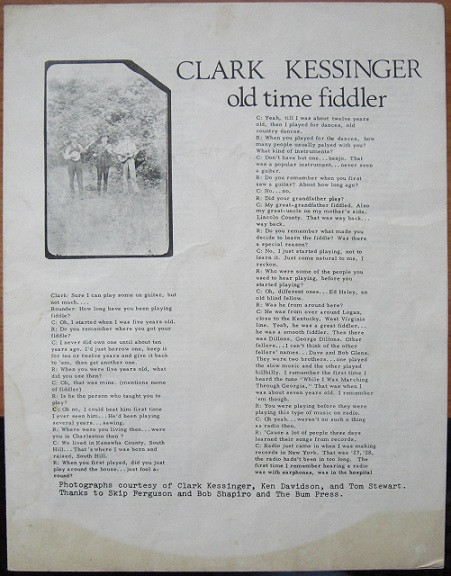 CLARK KESSINGER
old time fiddler
Clark: Sure I can play some on guitar, but
not much...
Rounder: How long have you been playing
fiddle?
C: Oh, I started when I was five years old.
R: Do you remember where you got your
fiddle?
C: I never did own one until about ten
years ago. I'd just borrow one, keep it
for ten or twelve years and give it back
to 'em, then get another one.
R: When you were five years old, what
did you use then?
C: Oh, that was mine. (mentions name
of fiddler)
R: Is he the person who taught you to
play?
C: Oh no, I could beat him first time
I ever seen him... He'd been playing
several years...sawing.
R: Where were you living then...were
you in Charleston then?
C: We lived in Kanawha County, South
Hill...That's where I was born and
raised, South Hill.
R: When you first played, did you just
play around the house...just fool a-
round?
C: Yeah, till I was about twelve years
old, then I played for dances, old
country dances.
R: When you played for the dances, how
many people usually palyed with you?
What kind of instruments?
C: Don't have but one...banjo. That
was a popular instrument...never seen
a guitar.
R: Do you remember when you first
saw a guitar? About how long ago?
C: No...no.
R: Did your grandfather play?
C: My great-grandfather fiddled. Also
my great-uncle on my mother's side.
Lincoln County. That was way back...
way back.
R: Do you remember what made you
decide to learn the fiddle? Was there
a special reason?
C: No, I just started playing, not to
learn it. Just come natural to me, I
reckon.
R: Who were some of the people you
used to hear playing, before you
started playing?
C: Oh, different ones... Ed Haley, an
old blind fellow.
R: Was he from around here?
C: He was from over around Logan,
close to the Kentucky, West Virginia
line. Yeah, he was a great fiddler...
he was a smooth fiddler. Then there
was Dillons, George Dillons. Other
fellers...I can't think of the other
fellers' names...Dave and Bob Glens.
They were two brothers...one played
the slow music and the other played
hillbilly. I remember the first time I
heard the tune "While I Was Marching
Through Georgia," That was when I
was about seven years old, I remember
'em though.
R: You were playing before they were
playing this type of music on radio.
C: Oh yeah...weren't no such a thing
as radio then.
R: 'Cause a lot of people these days
learned their songs from records.
C: Radio just came in when I was making
records in New York. That was '27, '28,
the radio hadn't been in too long. The
first time I remember hearing a radio
was with earphones, was in the hospital
Photographs courtesy of Clark Kessinger, Ken Davidson, and Tom Stewart.
Thanks to Skip Ferguson and Bob Shapiro and The Bum Press.